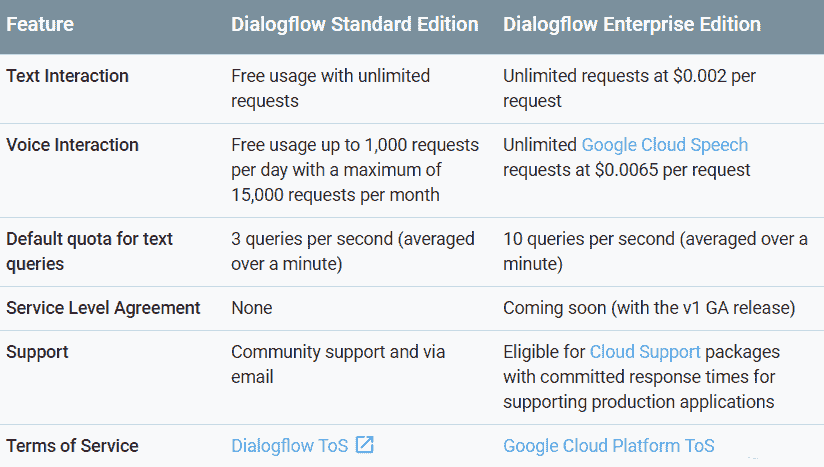 Feature Dialogflow Standard Edition Dialogflow Enterprise Edition
Text Interaction Free usage with unlimited Unlimited requests at $0.002 per
requests request
Voice Interaction Free usage up to 1,000 requests Unlimited Google Cloud Speech
per day with a maximum of requests at $0.0065 per request
15,000 requests per month
Default quota for text 3 queries per second (averaged 10 queries per second (averaged over a
queries over a minute) minute)
Service Level Agreement None Coming soon (with the v1 GA release)
Support Community support and via Eligible for Cloud Support packages
email with committed response times for
supporting production applications
Terms of Service Dialogflow ToS Google Cloud Platform ToS